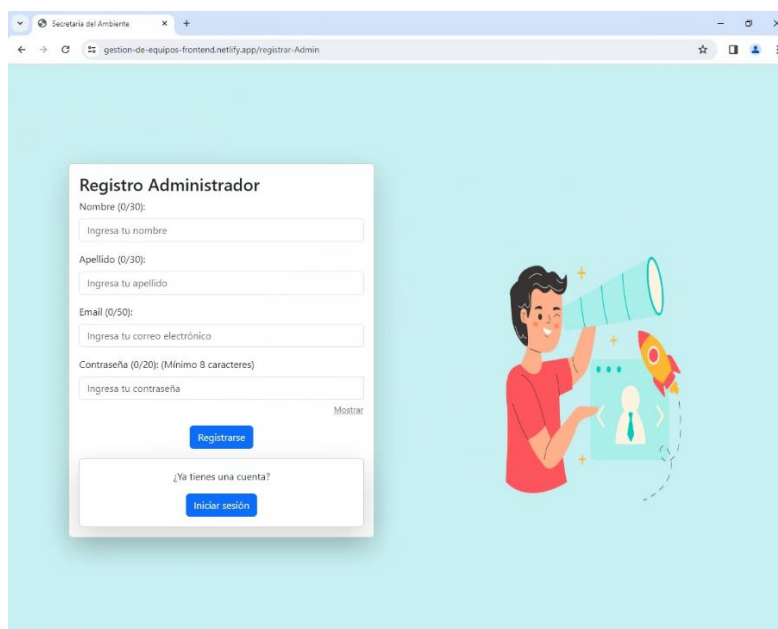 Secretaria del Ambiente
gestion-de-equipos-frontend.netlify.app/registrar-Admin
Registro Administrador
Nombre (0/30):
Ingresa tu nombre
Apellido (0/30):
Ingresa tu apellido
Email (0/50):
Ingresa tu correo electrónico
Contraseña (0/20): (Mínimo 8 caracteres)
Ingresa tu contraseña
Mostrar
Registrarse
¿Ya tienes una cuenta?
Iniciar sesión